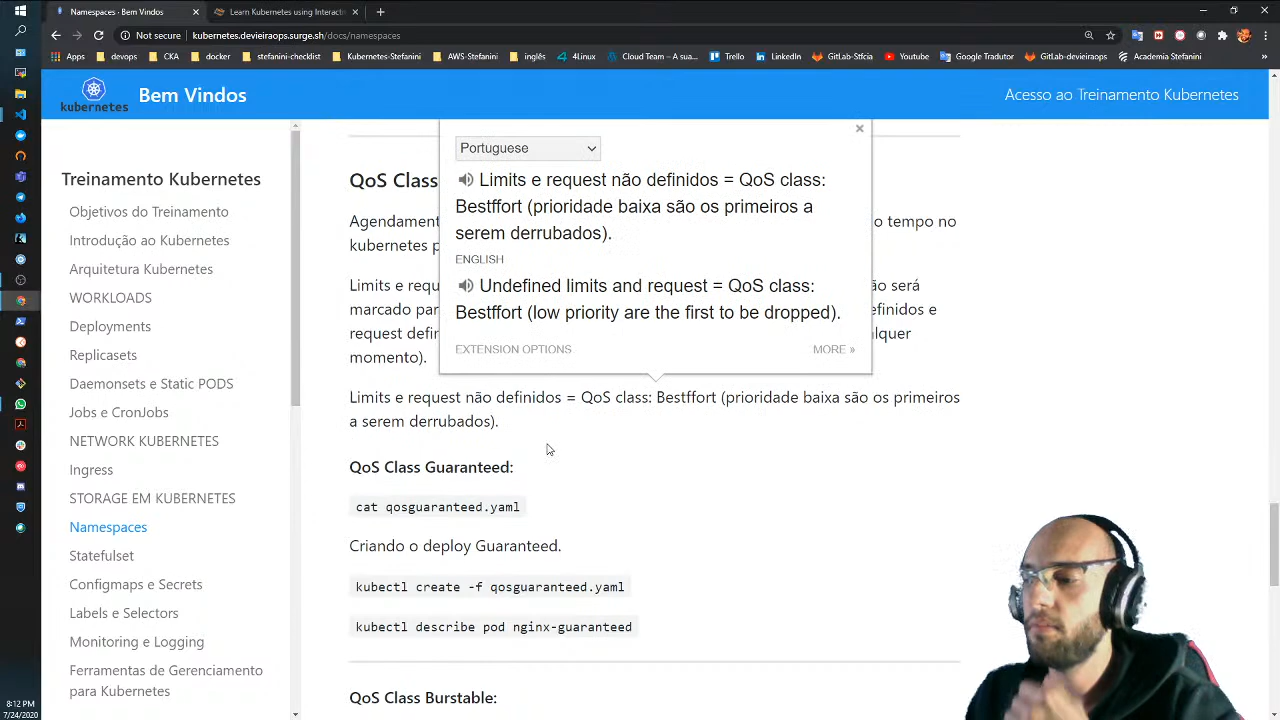 Namespaces · Bem Vindos
Learn Kubernetes using Interacti
Not secure
kubernetes.devieiraops.surge.sh/docs/namespaces
Apps
devops
CKA
docker
stefanini-checklist
Kubernetes-Stefanini
AWS-Stefanini
inglês
4Linux
Cloud Team – A sua...
Trello
LinkedIn
GitLab-Stfcia
Youtube
GitLab-devieiraops
Academia Stefanini
kubernetes
Bem Vindos
Acesso ao Treinamento Kubernetes
Treinamento Kubernetes
Objetivos do Treinamento
Introdução ao Kubernetes
Arquitetura Kubernetes
WORKLOADS
Deployments
Replicasets
Daemonsets e Static PODS
Jobs e CronJobs
NETWORK KUBERNETES
Ingress
STORAGE EM KUBERNETES
Namespaces
Statefulset
Configmaps e Secrets
Labels e Selectors
Monitoring e Logging
Ferramentas de Gerenciamento
para Kubernetes
QoS Class
Agendament
o tempo no
kubernetes p
Limits e requ
ão será
marcado par
efinidos e
request defir
alquer
momento).
Portuguese
Limits e request não definidos = QoS class:
Bestffort (prioridade baixa são os primeiros a
serem derrubados).
ENGLISH
Undefined limits and request = QoS class:
Bestffort (low priority are the first to be dropped).
EXTENSION OPTIONS
MORE »
Limits e request não definidos = QoS class: Bestffort (prioridade baixa são os primeiros
a serem derrubados).
QoS Class Guaranteed:
cat qosguaranteed.yaml
Criando o deploy Guaranteed.
kubectl create -f qosguaranteed.yaml
kubectl describe pod nginx-guaranteed
QoS Class Burstable:
8:12 PM
7/24/2020